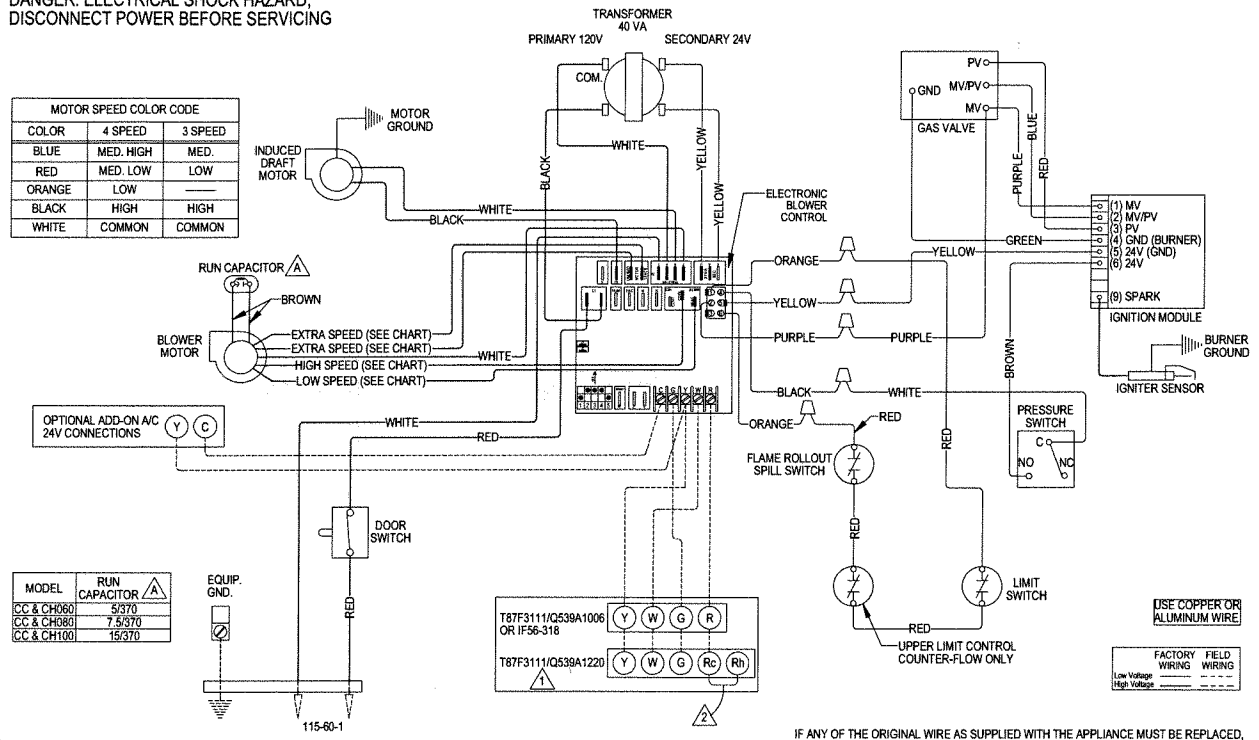 DANGER: ELECTRICAL SHOCK HAZARD,
DISCONNECT POWER BEFORE SERVICING
TRANSFORMER
40 VA
PRIMARY 120V
SECONDARY 24V
COM.
PV
GND
MV/PV
MV
GAS VALVE
MOTOR SPEED COLOR CODE
COLOR 4 SPEED 3 SPEED
BLUE MED. HIGH MED.
RED MED. LOW LOW
ORANGE LOW ——
BLACK HIGH HIGH
WHITE COMMON COMMON
MOTOR
GROUND
INDUCED
DRAFT
MOTOR
WHITE
BLACK
YELLOW
YELLOW
BLUE
PURPLE
RED
ELECTRONIC
BLOWER
CONTROL
WHITE
BLACK
(1) MV
(2) MV/PV
(3) PV
(4) GND (BURNER)
(5) 24V (GND)
(6) 24V
(9) SPARK
IGNITION MODULE
GREEN
YELLOW
ORANGE
YELLOW
PURPLE
PURPLE
RUN CAPACITOR A
BROWN
BLOWER
MOTOR
EXTRA SPEED (SEE CHART)
EXTRA SPEED (SEE CHART)
WHITE
HIGH SPEED (SEE CHART)
LOW SPEED (SEE CHART)
BROWN
BURNER
GROUND
IGNITER SENSOR
BLACK
WHITE
ORANGE
RED
RED
PRESSURE
SWITCH
C
NO
NC
OPTIONAL ADD-ON A/C
24V CONNECTIONS
Y C
WHITE
RED
C G Y W R
FLAME ROLLOUT
SPILL SWITCH
RED
DOOR
SWITCH
RED
LIMIT
SWITCH
RED
UPPER LIMIT CONTROL
COUNTER-FLOW ONLY
MODEL RUN CAPACITOR A
CC & CH060 5/370
CC & CH080 7.5/370
CC & CH100 15/370
EQUIP.
GND.
T87F3111/Q539A1006
OR IF56-318
Y W G R
T87F3111/Q539A1220
Y W G Rc Rh
1
2
115-60-1
USE COPPER OR
ALUMINUM WIRE
FACTORY WIRING FIELD WIRING
Low Voltage
High Voltage
IF ANY OF THE ORIGINAL WIRE AS SUPPLIED WITH THE APPLIANCE MUST BE REPLACED,